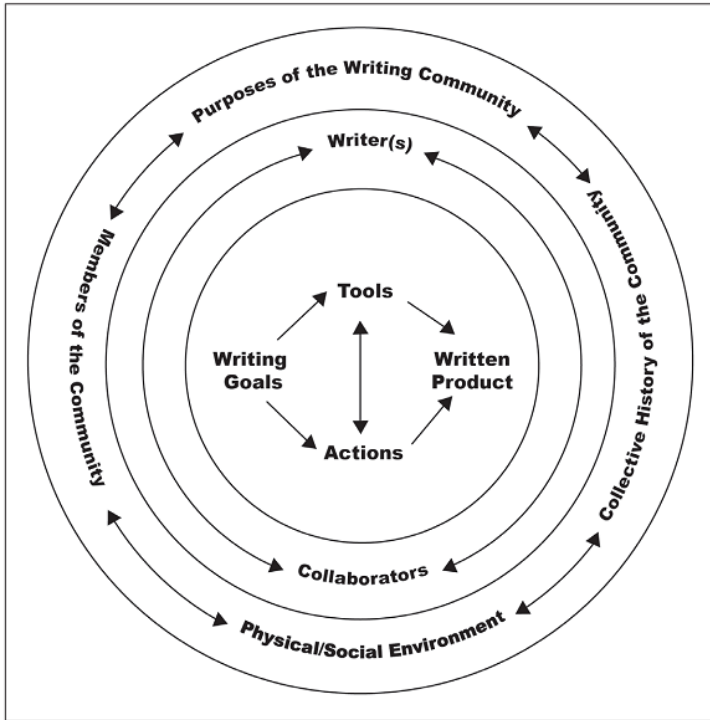 Purposes of the Writing Community
Writer(s)
Members of the Community
Collective History of the Community
Tools
Writing
Goals
Written
Product
Actions
Collaborators
Physical/Social Environment